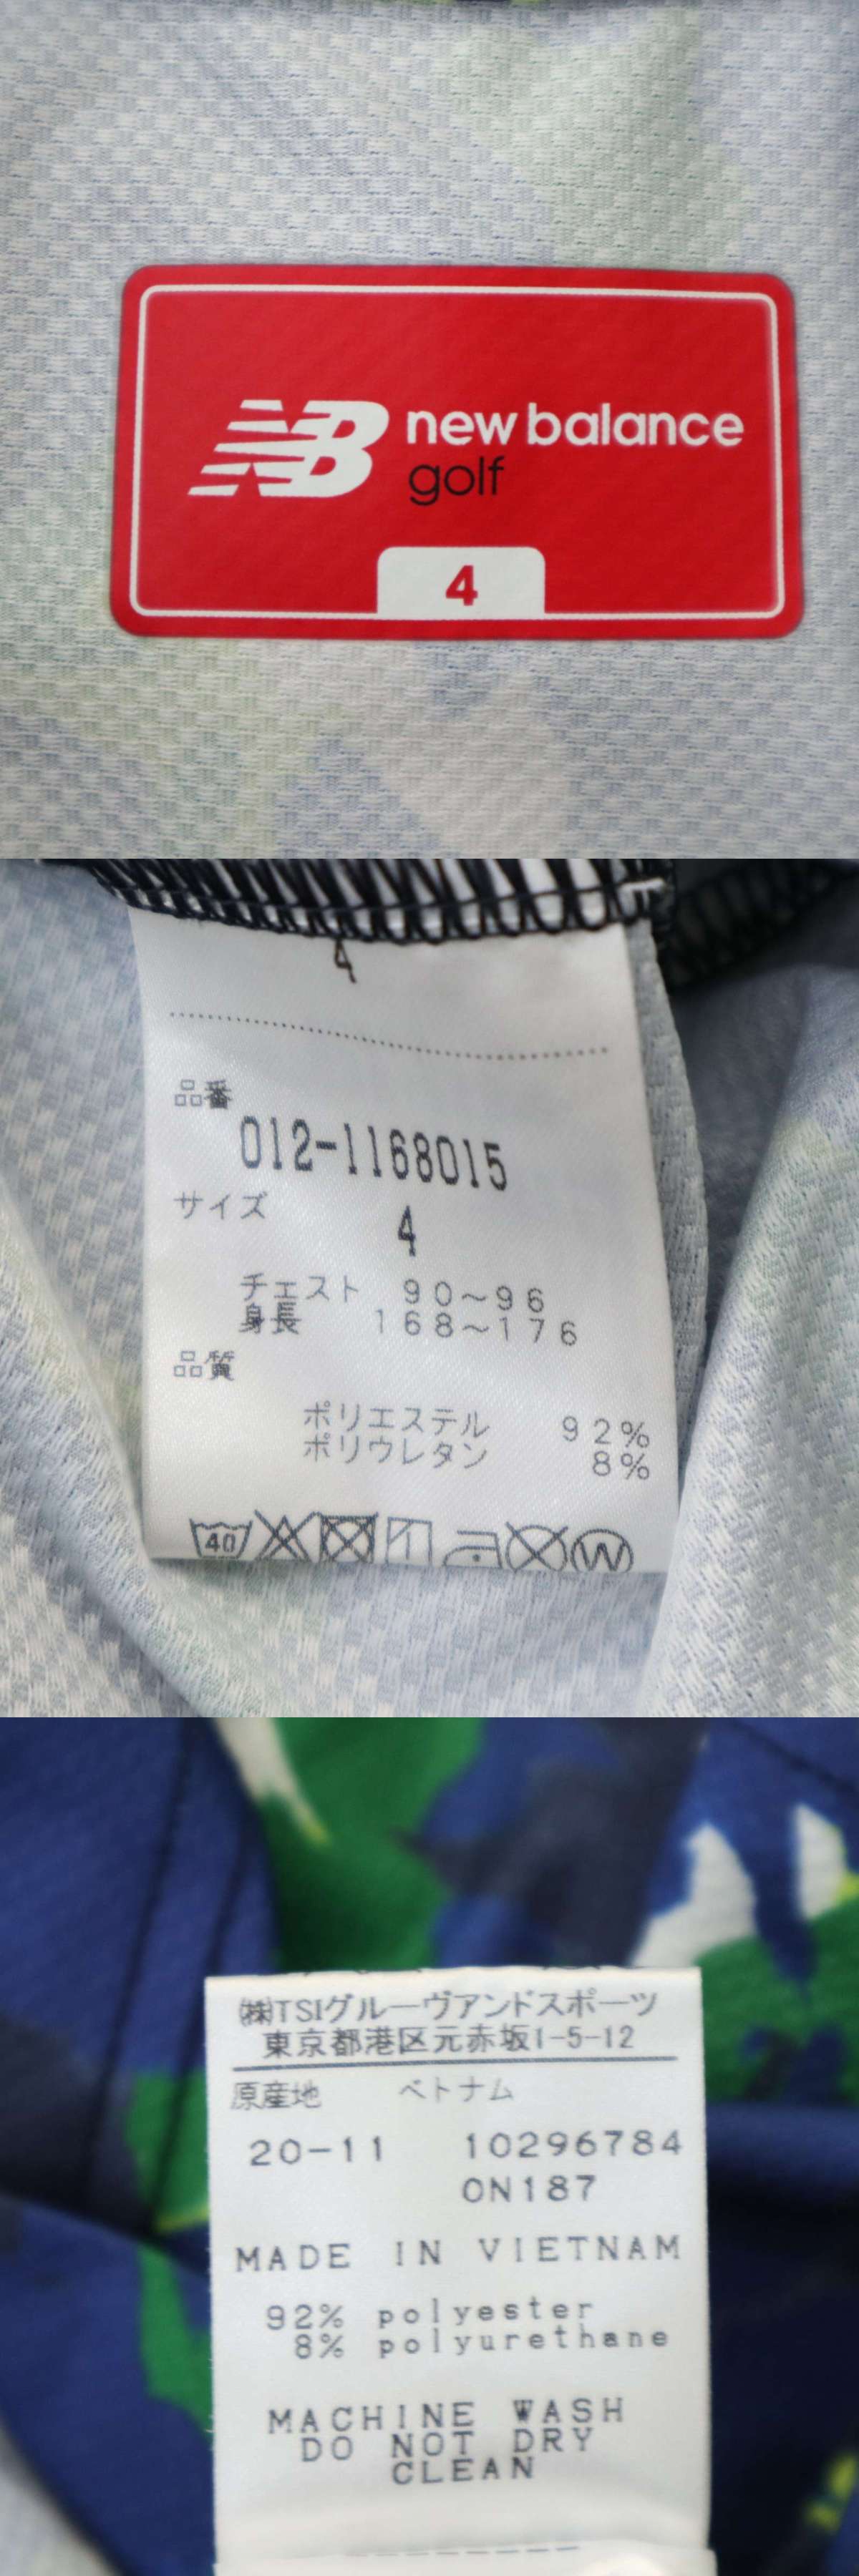 NB new balance
golf
4
4
品番
012-1168015
サイズ
4
チェスト 90~96
身長 168~176
品質
ポリエステル 92%
ポリウレタン 8%
40
W
㈱TSIグルーヴアンドスポーツ
東京都港区元赤坂1-5-12
原産地 ベトナム
20-11 10296784
0N187
MADE IN VIETNAM
92% polyester
8% polyurethane
MACHINE WASH
DO NOT DRY
CLEAN